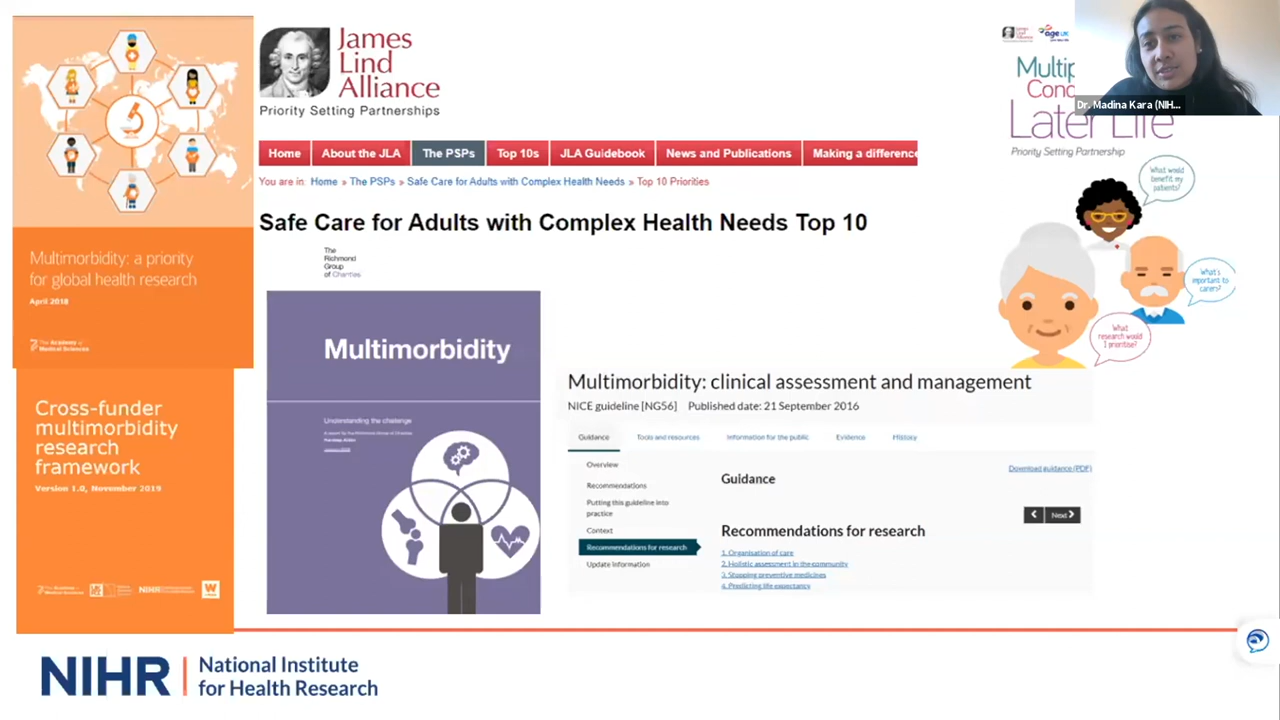 Multimorbidity: a priority
for global health research
April 2018
The Academy of
Medical Sciences
Cross-funder
multimorbidity
research
framework
Version 1.0, November 2019
NIHR
James
Lind
Alliance
Priority Setting Partnerships
Home
About the JLA
The PSPs
Top 10s
JLA Guidebook
News and Publications
Making a difference
You are in: Home » The PSPs » Safe Care for Adults with Complex Health Needs » Top 10 Priorities
Safe Care for Adults with Complex Health Needs Top 10
The
Richmond
Group
of Charities
Multimorbidity
Understanding the challenge
age UK
Multip
Cond
Later Life
Priority Setting Partnership
Dr. Madina Kara (NIH...
What would
benefit my
patients?
What's
important to
carers?
What
research would
I prioritise?
Multimorbidity: clinical assessment and management
NICE guideline [NG56] Published date: 21 September 2016
Guidance
Tools and resources
Information for the public
Evidence
History
Overview
Recommendations
Putting this guideline into
practice
Context
Recommendations for research
Update information
Guidance
Download guidance (PDF)
Next
Recommendations for research
1. Organisation of care
2. Holistic assessment in the community
3. Stopping preventive medicines
4. Predicting life expectancy
NIHR | National Institute
for Health Research